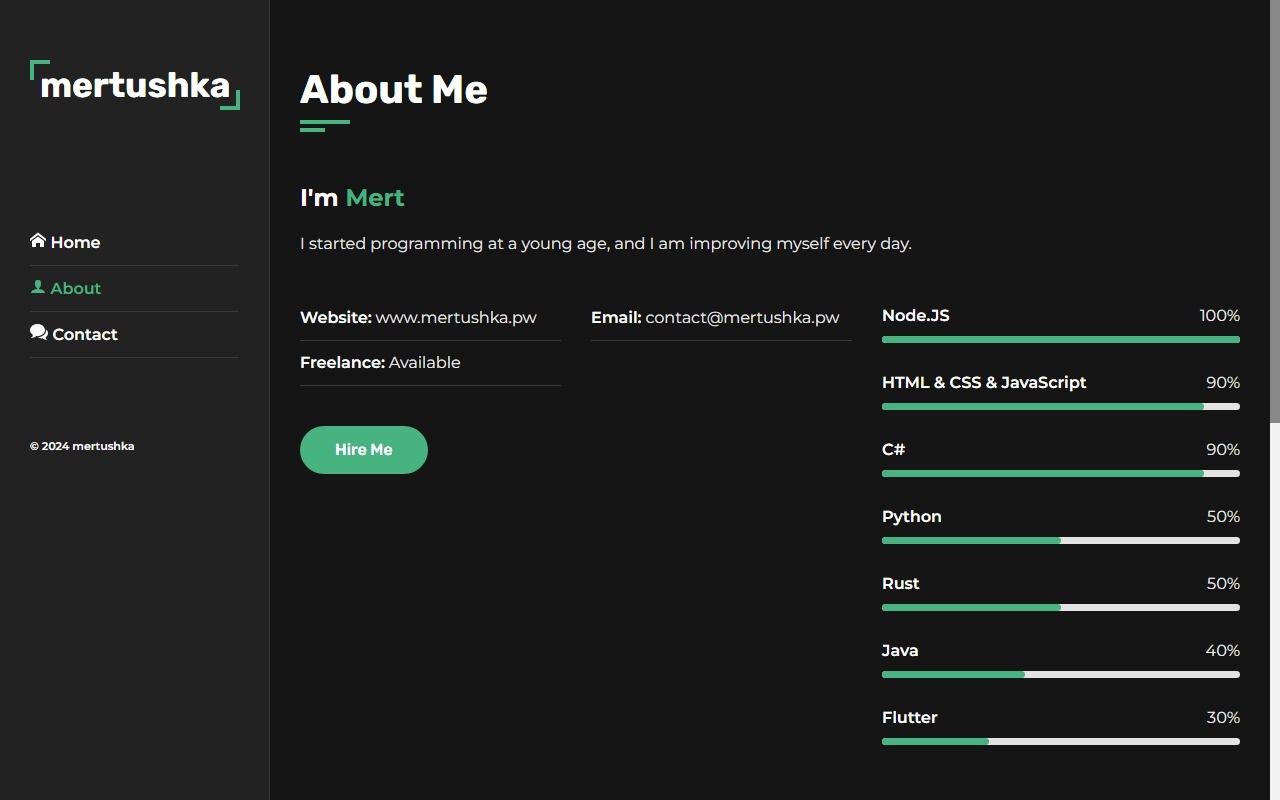 mertushka
Home
About
Contact
© 2024 mertushka
About Me
I'm Mert
I started programming at a young age, and I am improving myself every day.
Website: www.mertushka.pw
Email: contact@mertushka.pw
Freelance: Available
Hire Me
Node.JS 100%
HTML & CSS & JavaScript 90%
C# 90%
Python 50%
Rust 50%
Java 40%
Flutter 30%